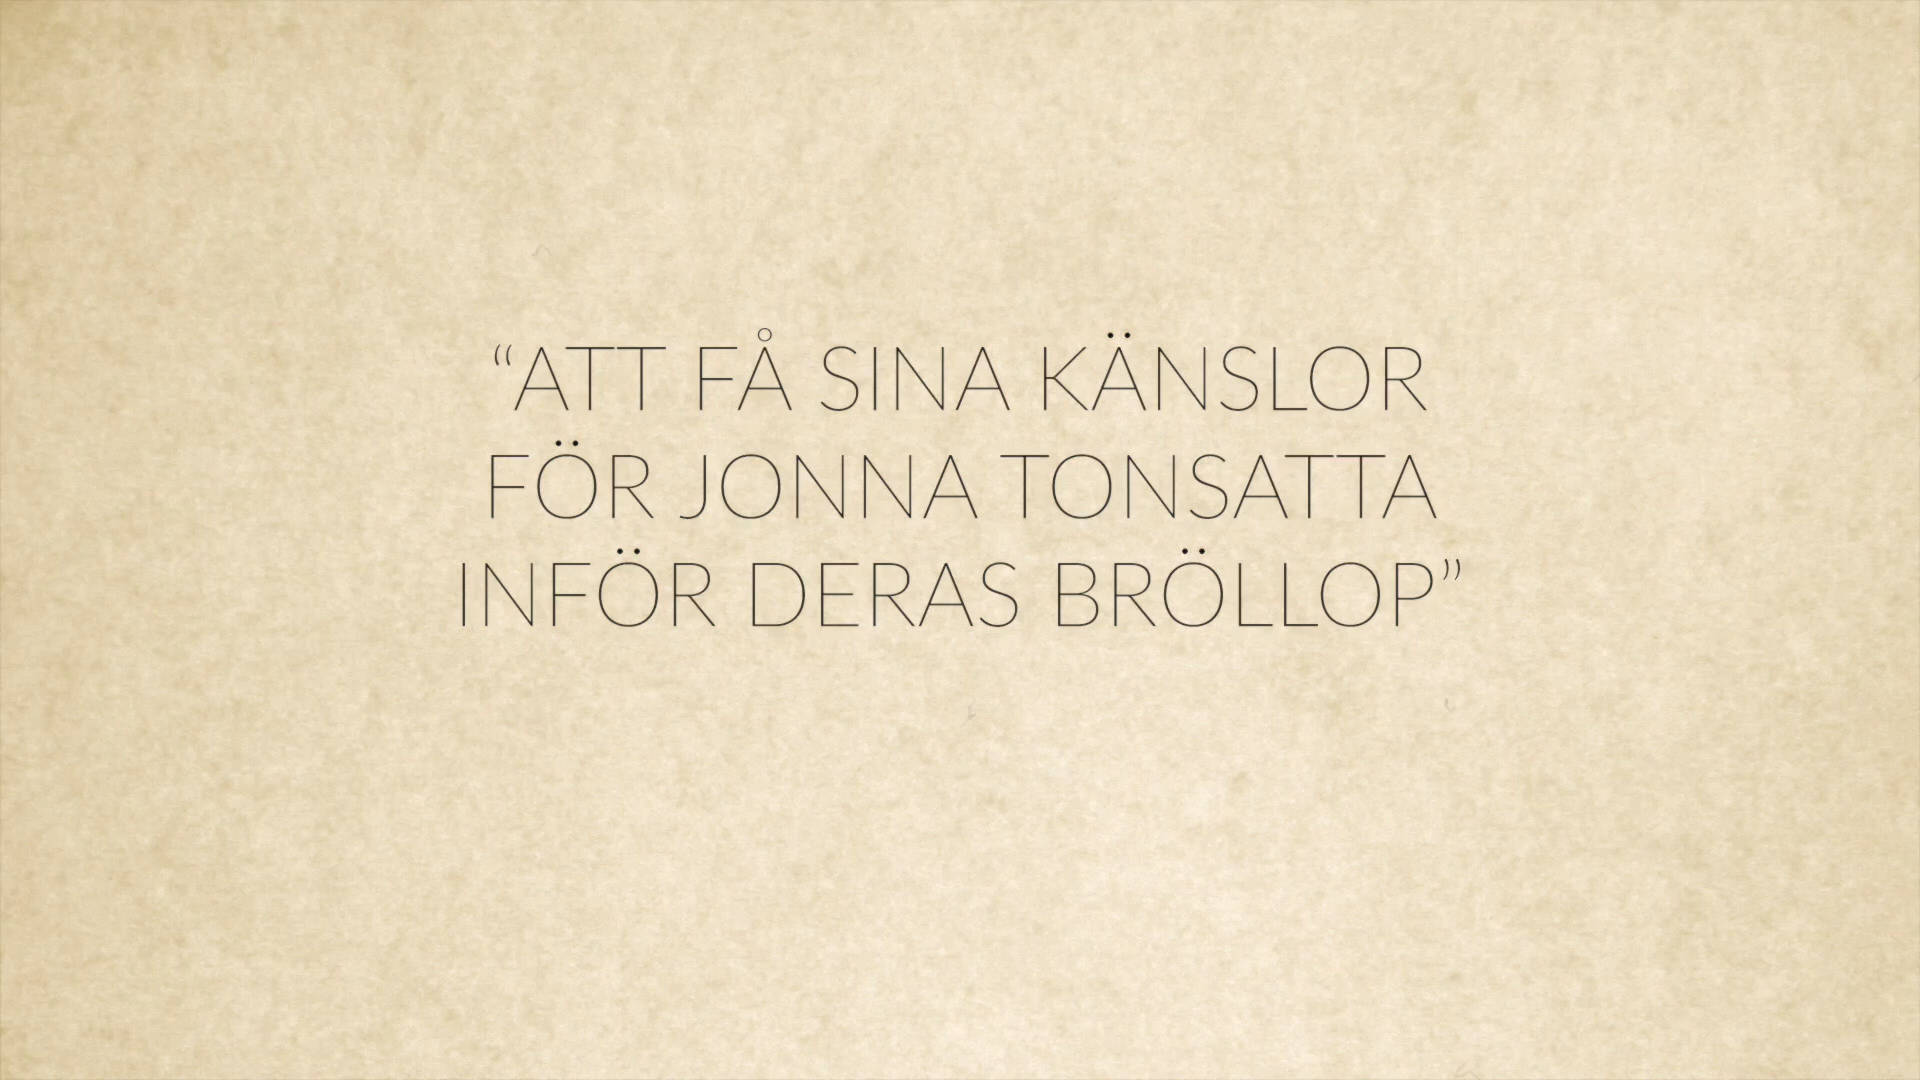 “ATT FÅ SINA KÄNSLOR
FÖR JONNA TONSATTA
INFÖR DERAS BRÖLLOP”